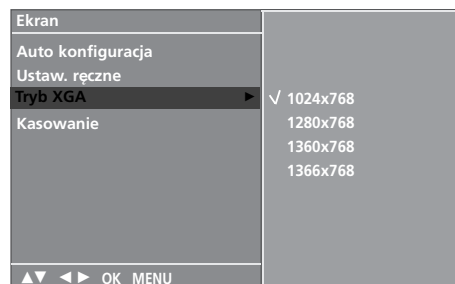 Ekran
Auto konfiguracja
Ustaw. ręczne
Tryb XGA ►
Kasowanie
√ 1024x768
1280x768
1360x768
1366x768
▲▼ ◄► OK MENU